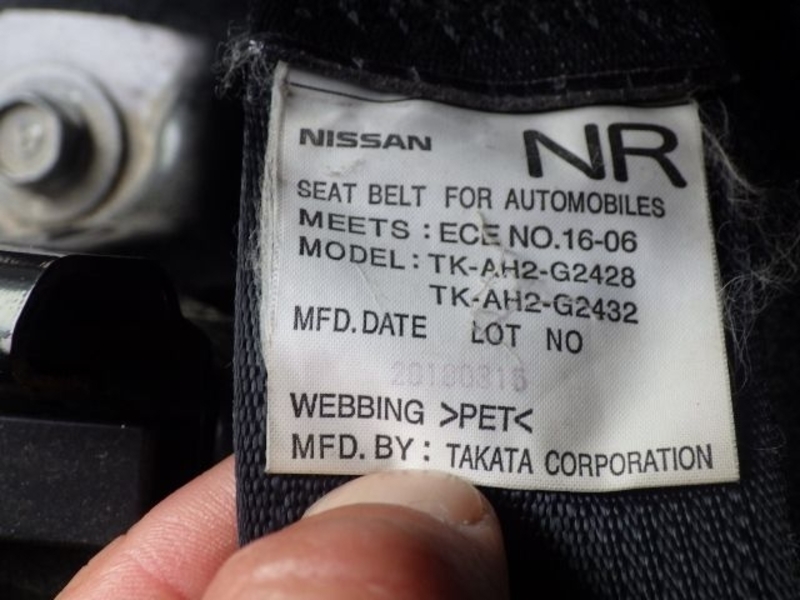 NISSAN NR
SEAT BELT FOR AUTOMOBILES
MEETS : ECE NO.16-06
MODEL : TK-AH2-G2428
TK-AH2-G2432
MFD.DATE LOT NO
WEBBING >PET<
MFD. BY : TAKATA CORPORATION